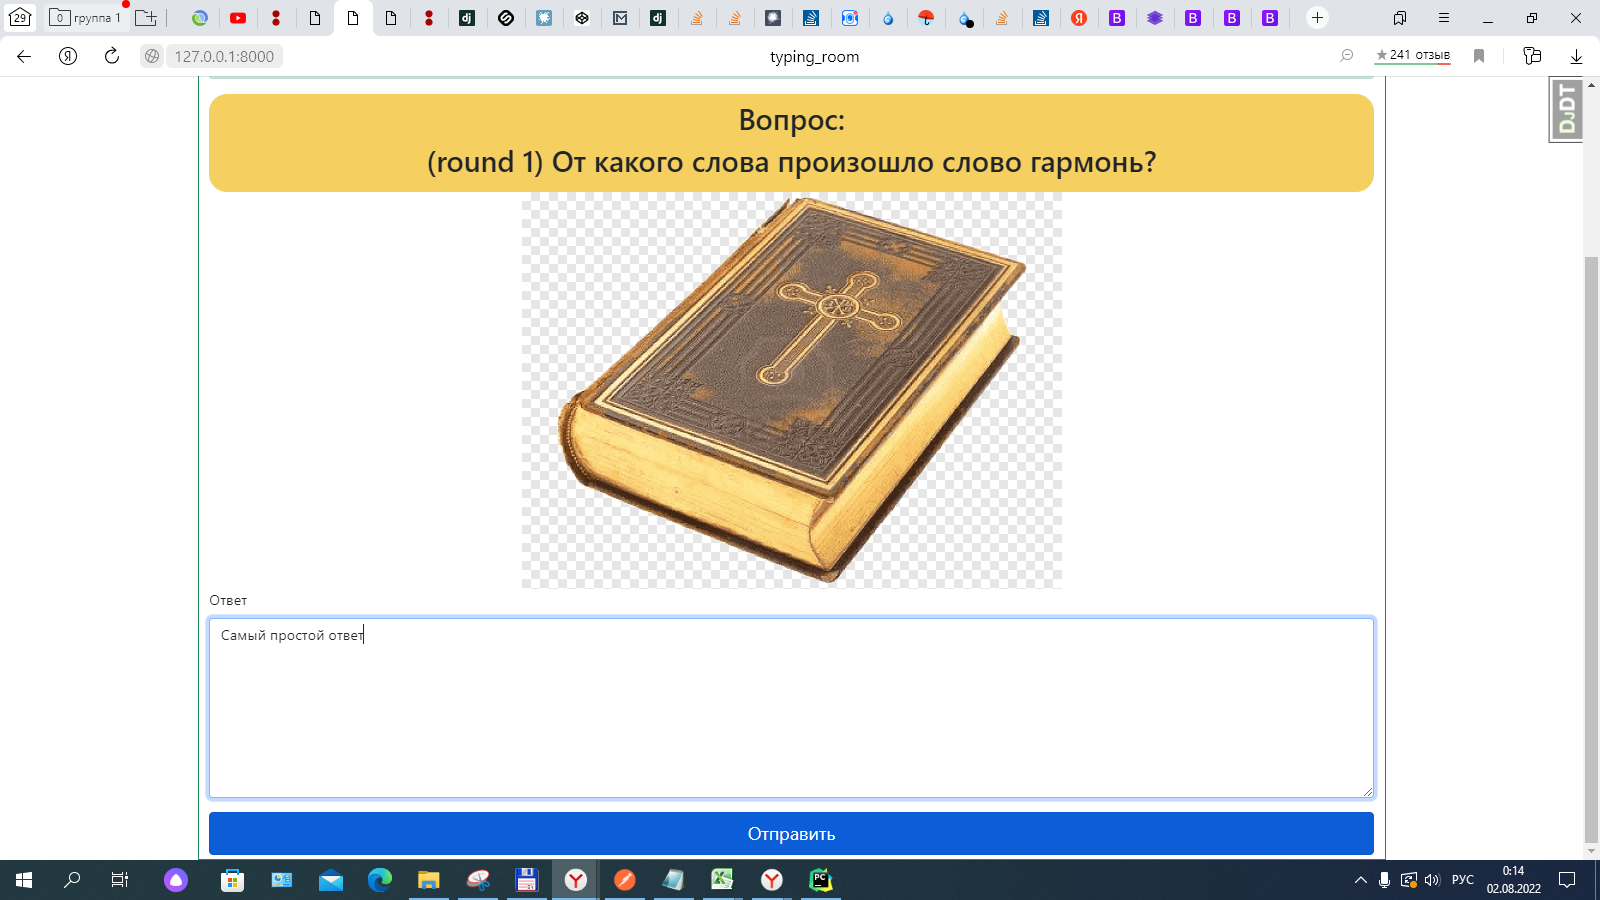 29
0
группа 1
Я
127.0.0.1:8000
typing_room
★241 отзыв
DJDT
Вопрос:
(round 1) От какого слова произошло слово гармонь?
Ответ
Самый простой ответ
Отправить
РУС
0:14
02.08.2022